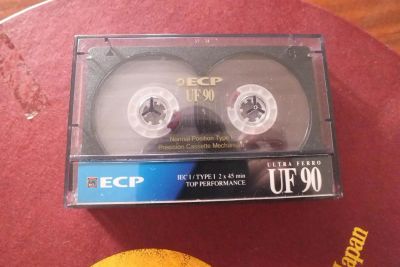 ECP
UF 90
Normal Position Type I
Precision Cassette Mechanism
ECP
IEC I / TYPE I 2 x 45 min
TOP PERFORMANCE
ULTRA FERRO
UF 90
Japan